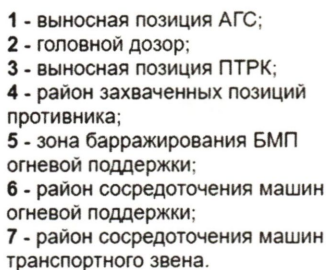 1 - выносная позиция АГС;
2 - головной дозор;
3 - выносная позиция ПТРК;
4 - район захваченных позиций
противника;
5 - зона барражирования БМП
огневой поддержки;
6 - район сосредоточения машин
огневой поддержки;
7 - район сосредоточения машин
транспортного звена.